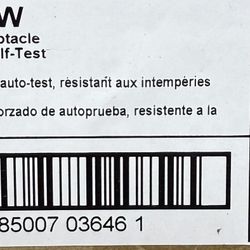 W
ptacle
lf-Test
auto-test, résistant aux intempéries
orzado de autoprueba, resistente a la
85007 03646 1